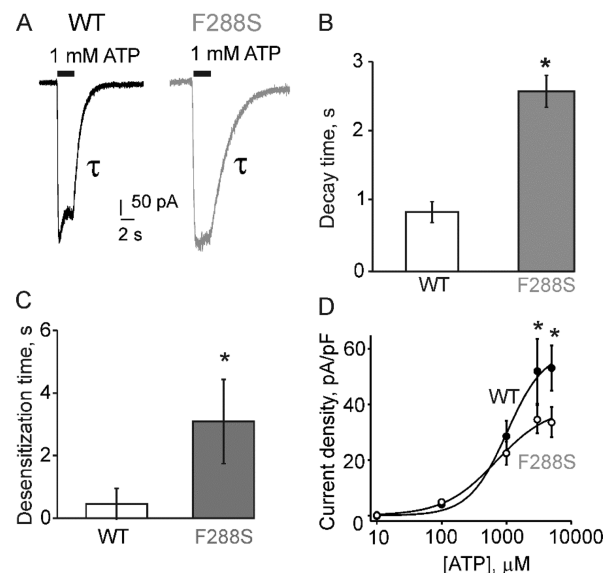 A
WT
F288S
1 mM ATP
1 mM ATP
τ
τ
50 pA
2 s
B
Decay time, s
3
2
1
0
WT
F288S
*
C
Desensitization time, s
6
4
2
0
WT
F288S
*
D
Current density, pA/pF
60
40
20
* *
WT
F288S
10 100 1000 10000
[ATP], μM